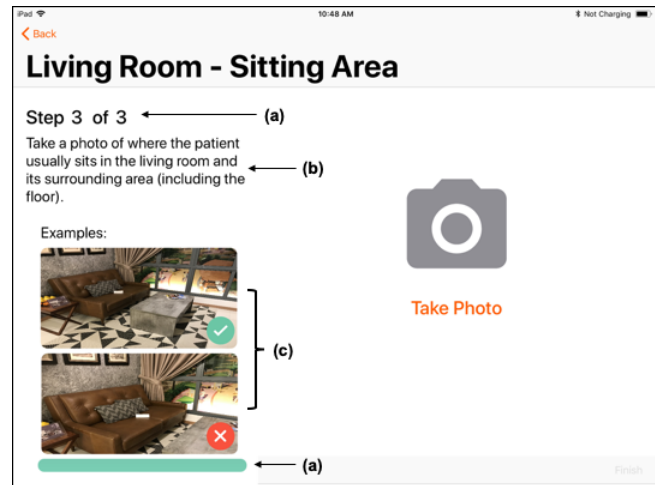 iPad 10:48 AM Not Charging
Back
Living Room - Sitting Area
Step 3 of 3 (a)
Take a photo of where the patient
usually sits in the living room and
its surrounding area (including the
floor).
(b)
Examples:
Take Photo
(c)
(a)
Finish